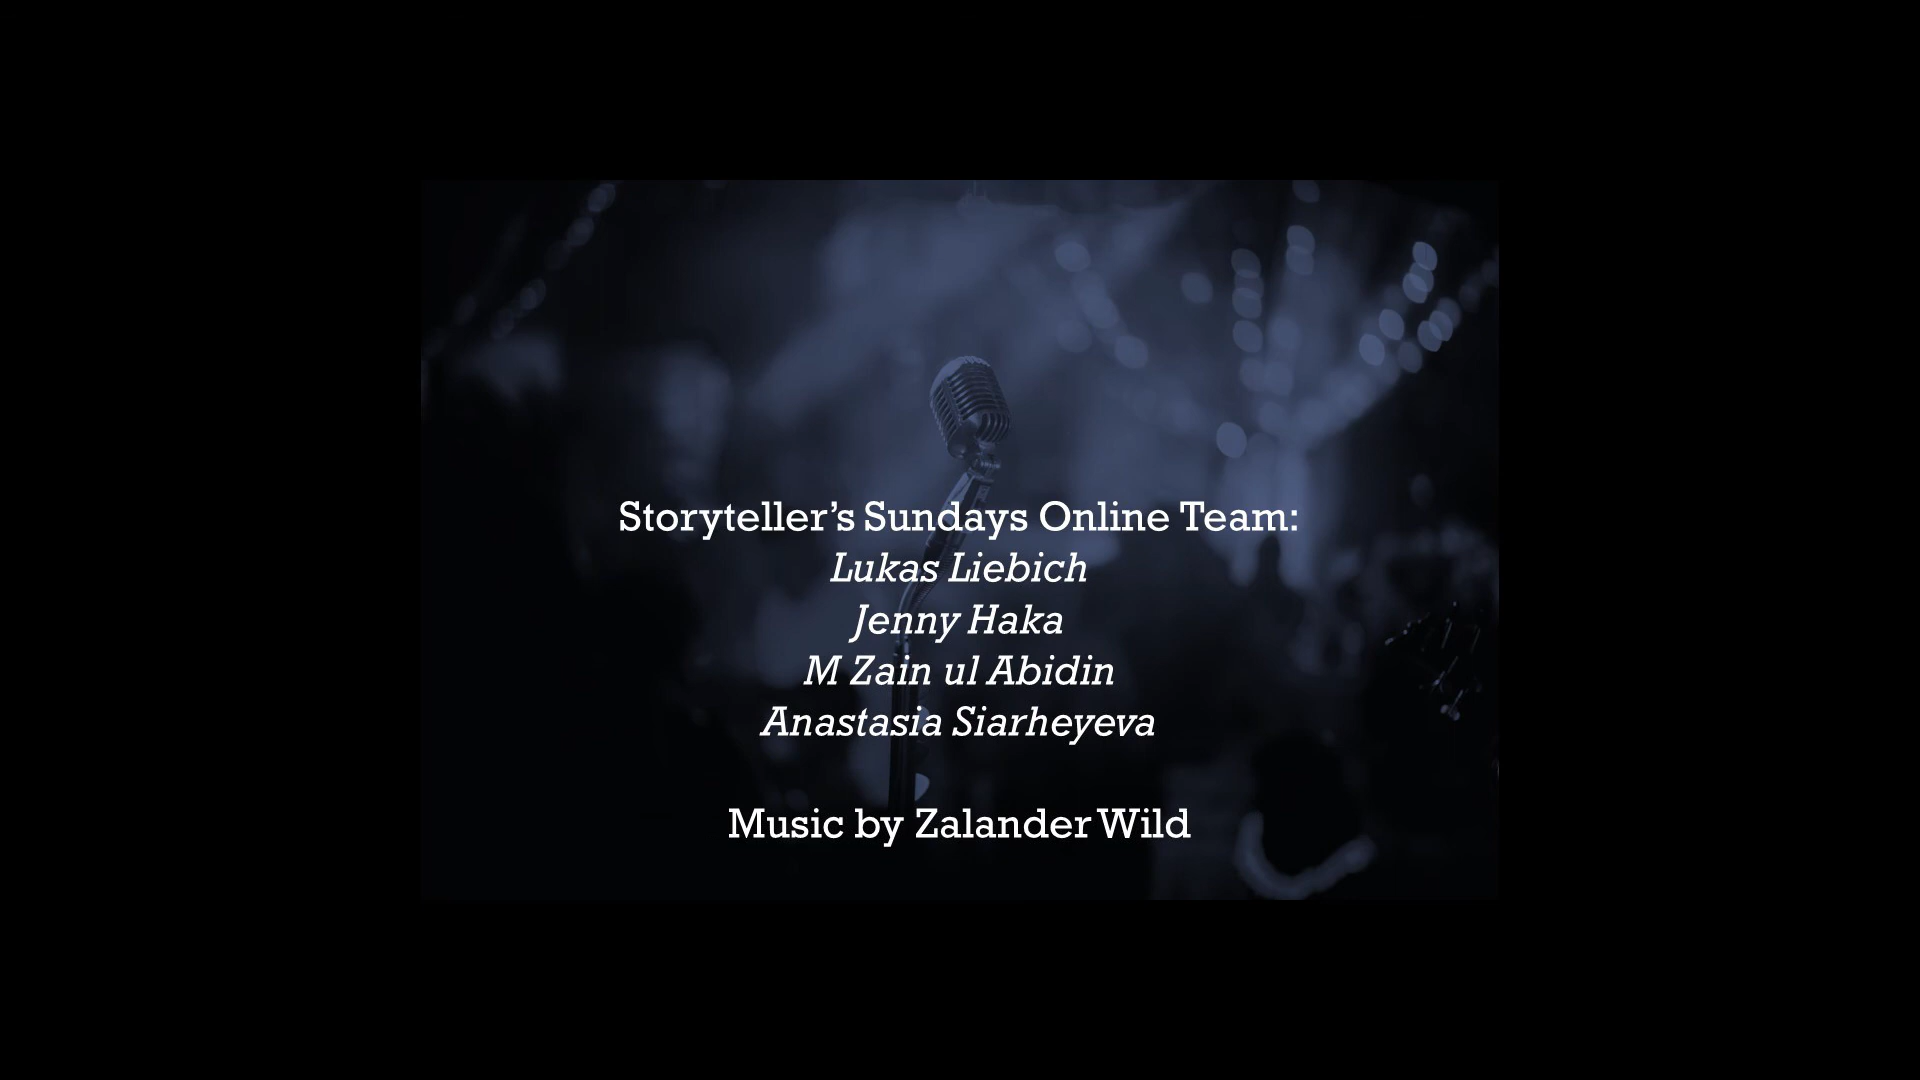 Storyteller’s Sundays Online Team:
Lukas Liebich
Jenny Haka
M Zain ul Abidin
Anastasia Siarheyeva
Music by Zalander Wild